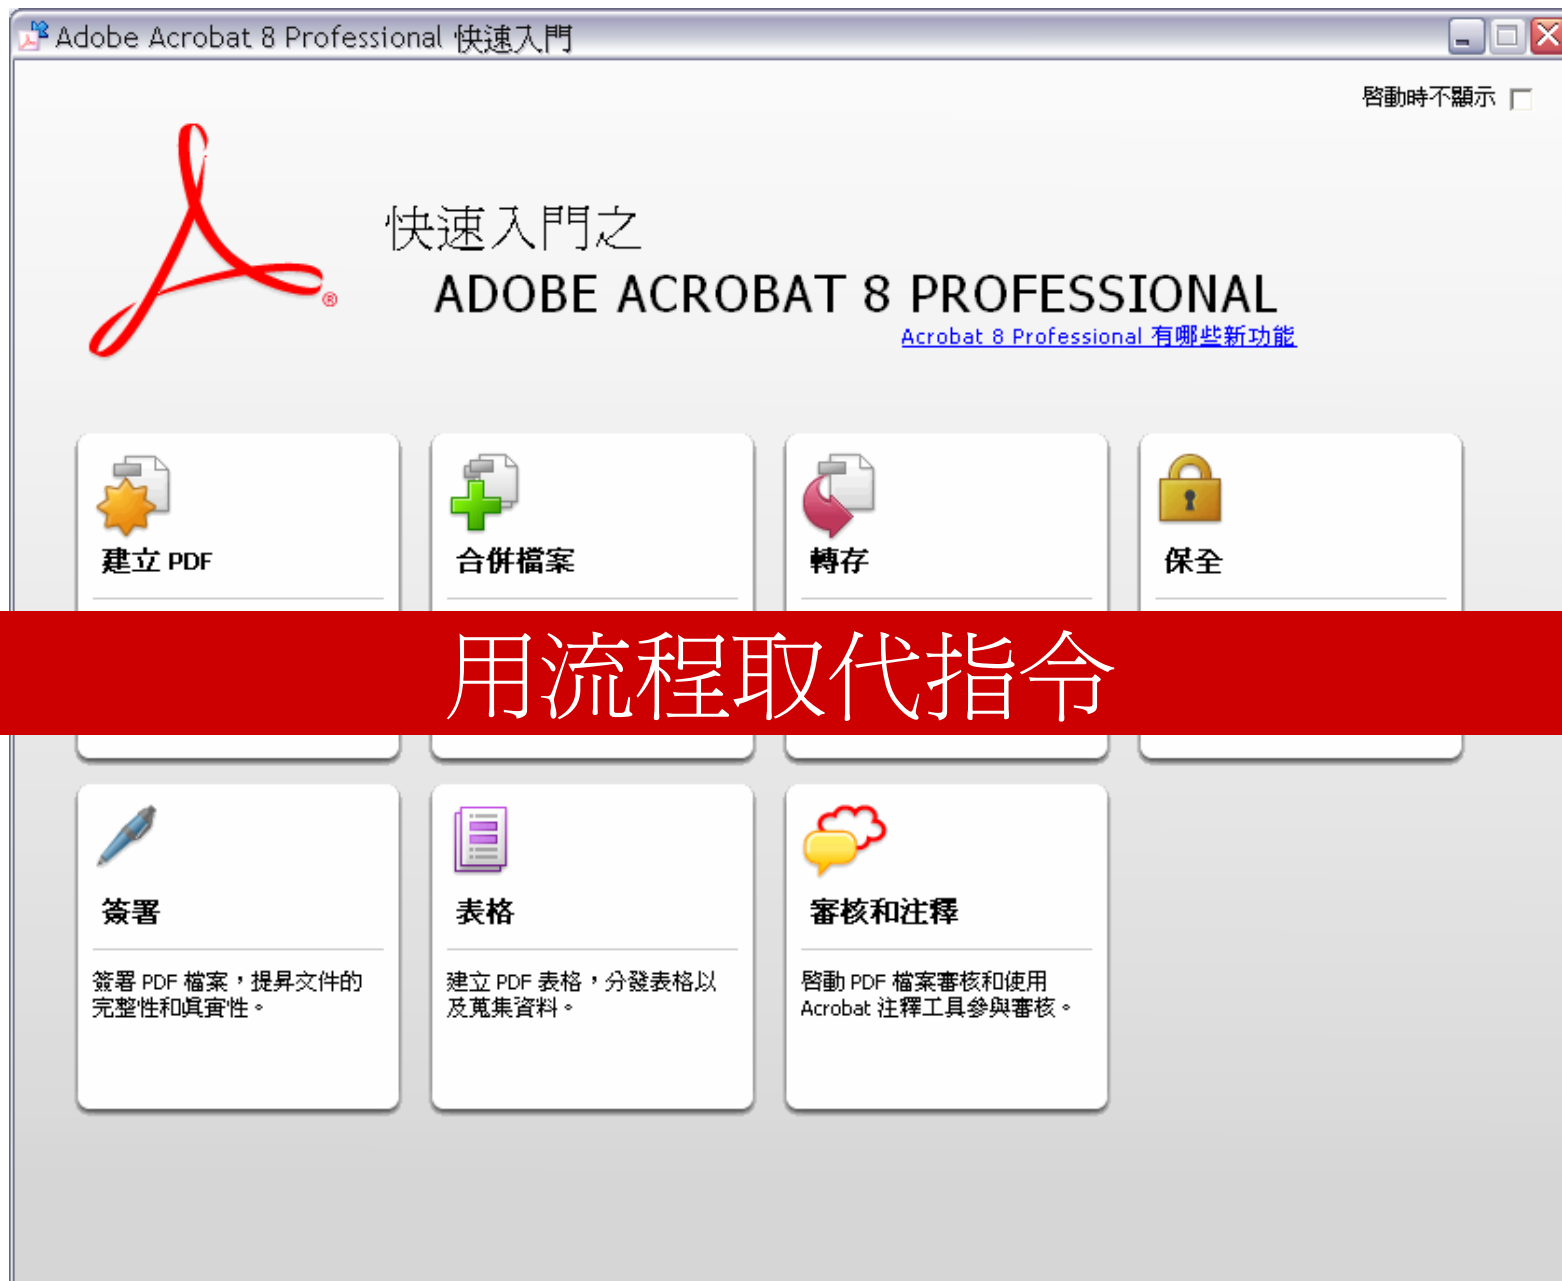 Adobe Acrobat 8 Professional 快速入門
啓動時不顯示
快速入門之
ADOBE ACROBAT 8 PROFESSIONAL
Acrobat 8 Professional 有哪些新功能
建立 PDF
合併檔案
轉存
保全
用流程取代指令
簽署
表格
審核和注釋
簽署 PDF 檔案，提昇文件的
完整性和眞實性。
建立 PDF 表格，分發表格以
及蒐集資料。
啓動 PDF 檔案審核和使用
Acrobat 注釋工具參與審核。